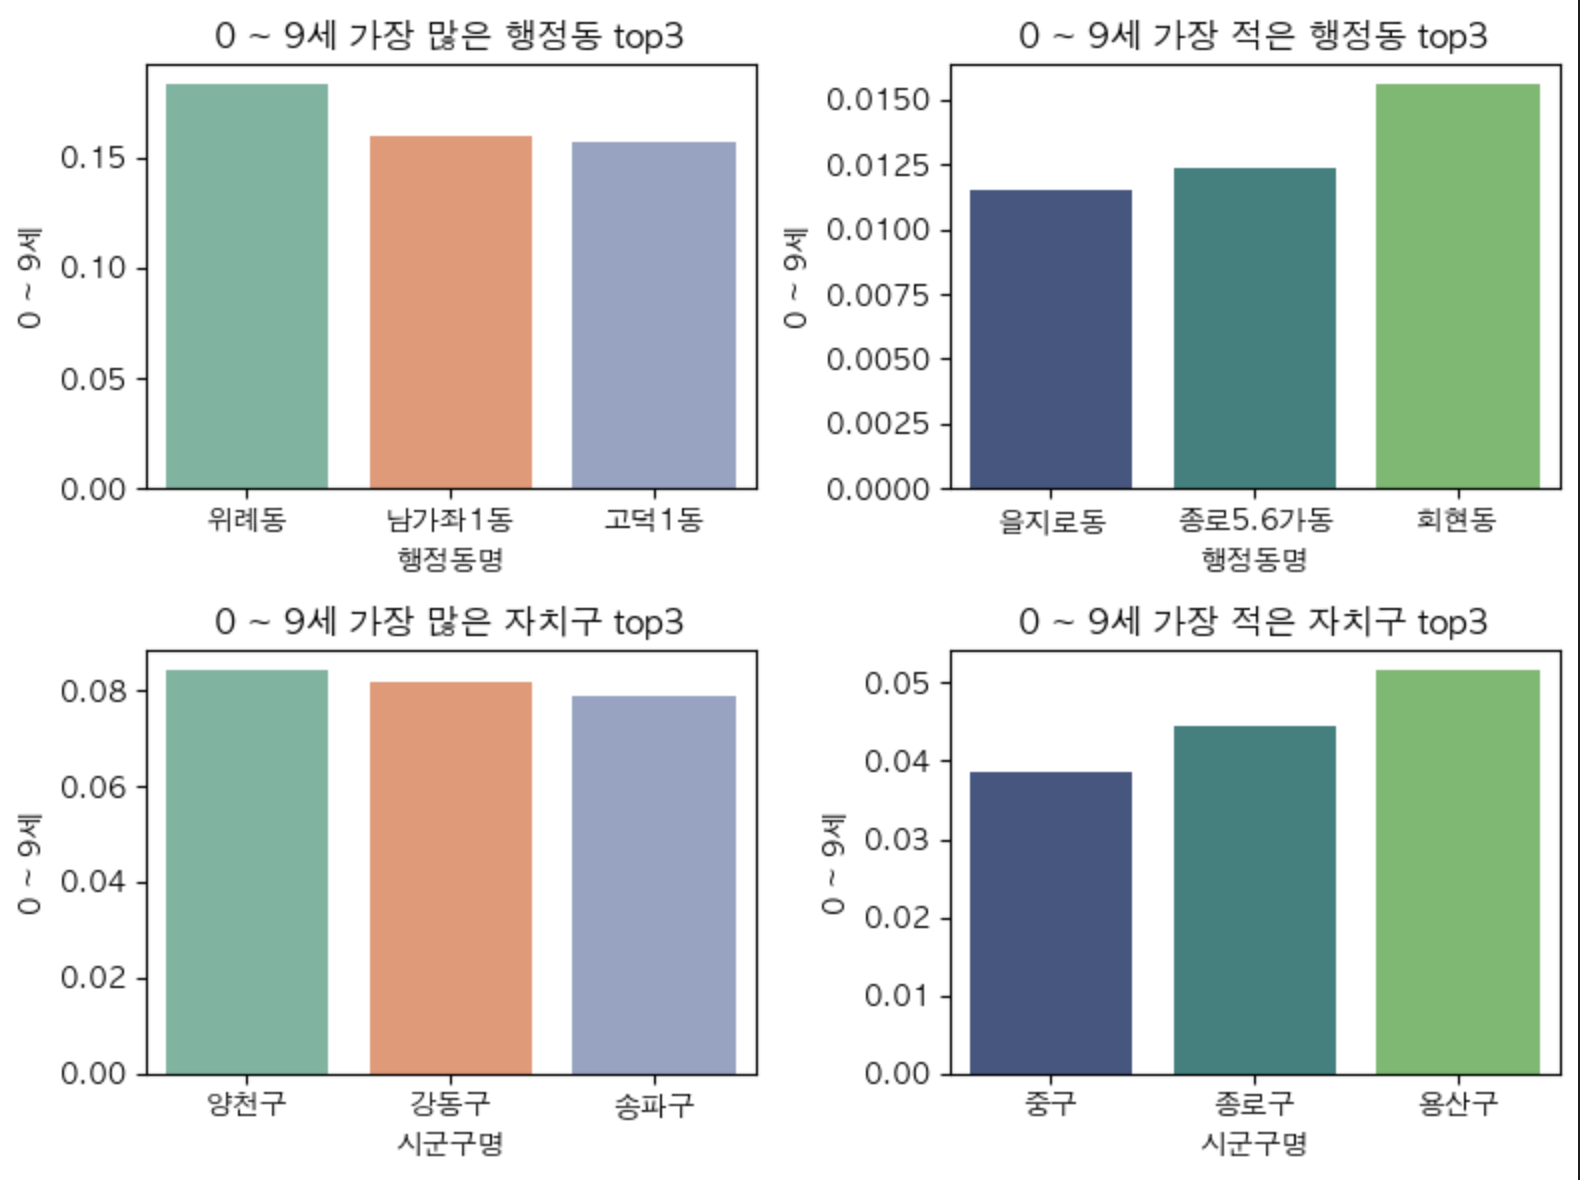 0 ~ 9세 가장 많은 행정동 top3
0 ~ 9세
0.15
0.10
0.05
0.00
위례동 남가좌1동 고덕1동
행정동명
0 ~ 9세 가장 적은 행정동 top3
0 ~ 9세
0.0150
0.0125
0.0100
0.0075
0.0050
0.0025
0.0000
을지로동 종로5.6가동 회현동
행정동명
0 ~ 9세 가장 많은 자치구 top3
0 ~ 9세
0.08
0.06
0.04
0.02
0.00
양천구 강동구 송파구
시군구명
0 ~ 9세 가장 적은 자치구 top3
0 ~ 9세
0.05
0.04
0.03
0.02
0.01
0.00
중구 종로구 용산구
시군구명